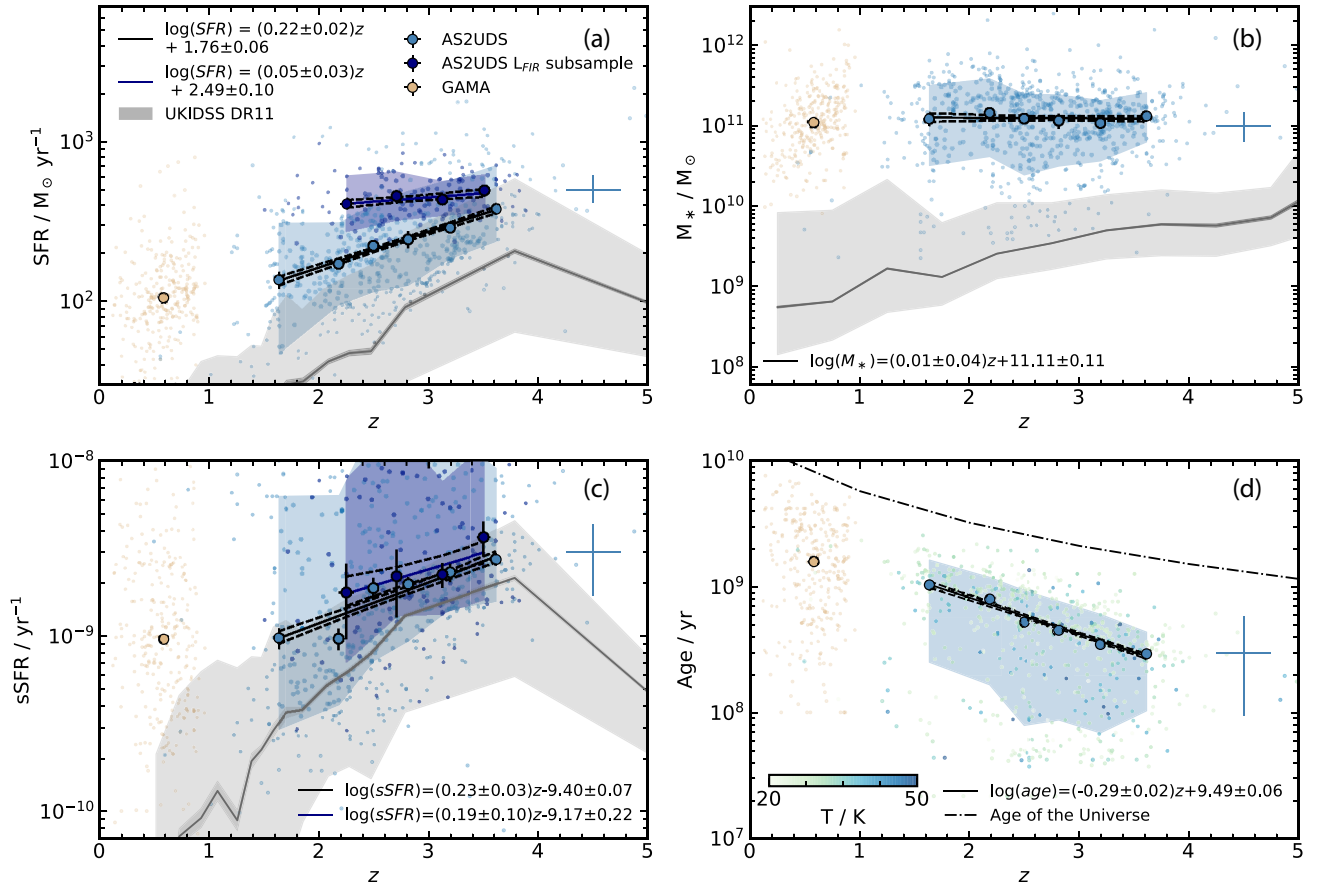 (a)
log(SFR) = (0.22±0.02)z
+ 1.76±0.06
log(SFR) = (0.05±0.03)z
+ 2.49±0.10
UKIDSS DR11
AS2UDS
AS2UDS L_FIR subsample
GAMA
10³
10²
SFR / M⊙ yr⁻¹
0 1 2 3 4 5
z
(b)
10¹²
10¹¹
10¹⁰
10⁹
10⁸
M* / M⊙
log(M*)=(0.01±0.04)z+11.11±0.11
0 1 2 3 4 5
z
(c)
10⁻⁸
10⁻⁹
10⁻¹⁰
sSFR / yr⁻¹
log(sSFR)=(0.23±0.03)z-9.40±0.07
log(sSFR)=(0.19±0.10)z-9.17±0.22
0 1 2 3 4 5
z
(d)
10¹⁰
10⁹
10⁸
10⁷
Age / yr
20 50
T / K
log(age)=(-0.29±0.02)z+9.49±0.06
Age of the Universe
0 1 2 3 4 5
z